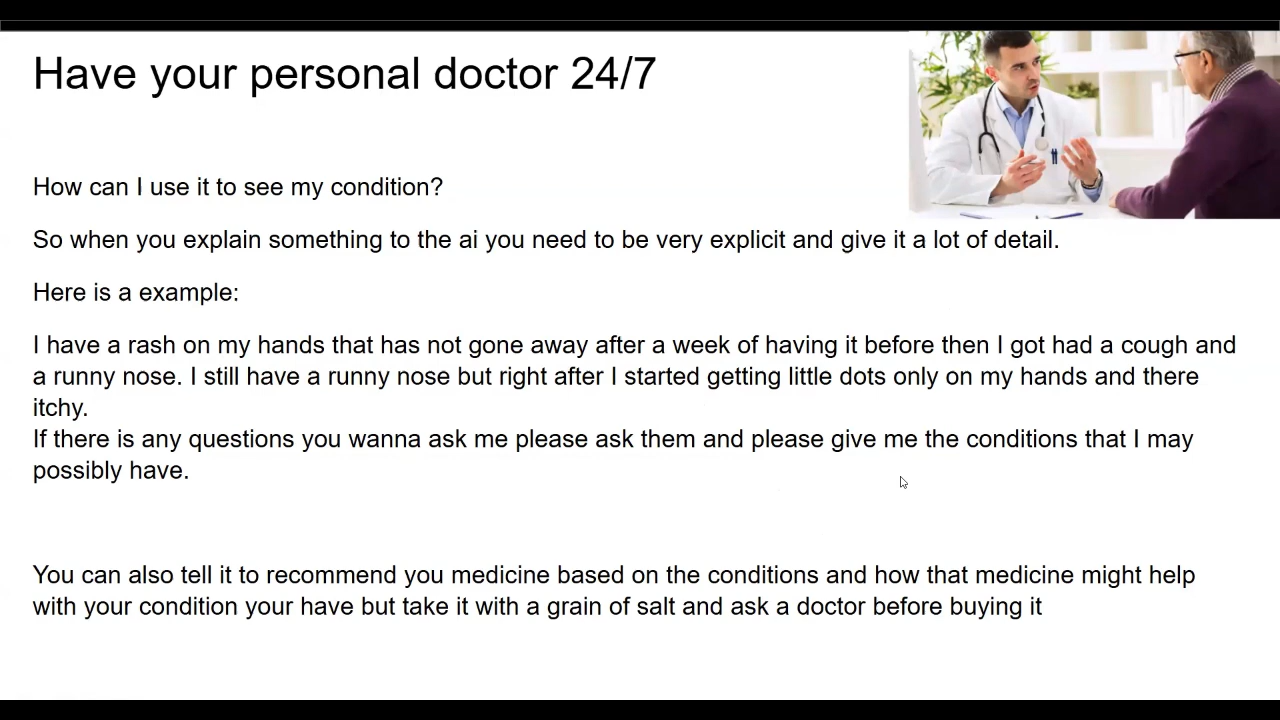 Have your personal doctor 24/7
How can I use it to see my condition?
So when you explain something to the ai you need to be very explicit and give it a lot of detail.
Here is a example:
I have a rash on my hands that has not gone away after a week of having it before then I got had a cough and
a runny nose. I still have a runny nose but right after I started getting little dots only on my hands and there
itchy.
If there is any questions you wanna ask me please ask them and please give me the conditions that I may
possibly have.
You can also tell it to recommend you medicine based on the conditions and how that medicine might help
with your condition your have but take it with a grain of salt and ask a doctor before buying it